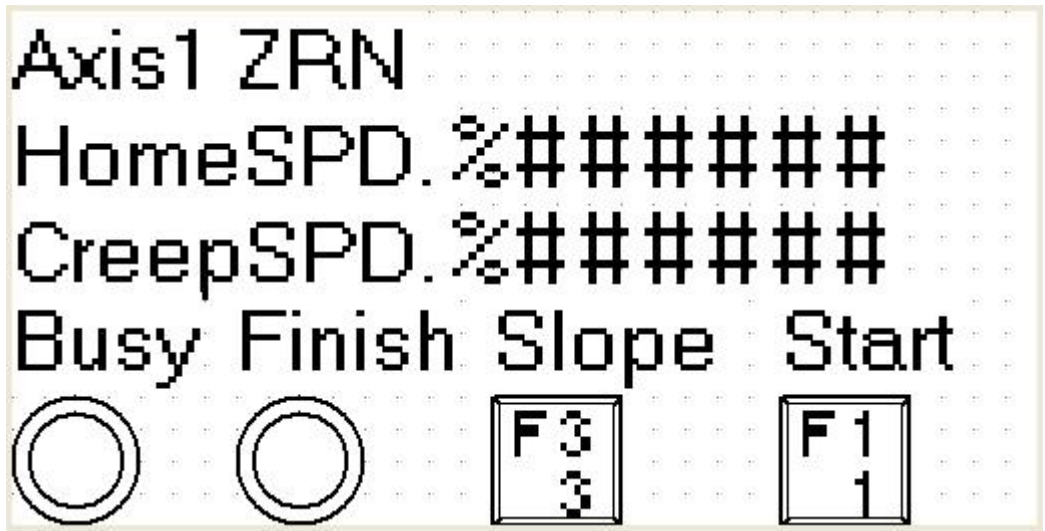 Axis1 ZRN
HomeSPD.%######
CreepSPD.%######
Busy Finish Slope Start
F3 F1
3 1